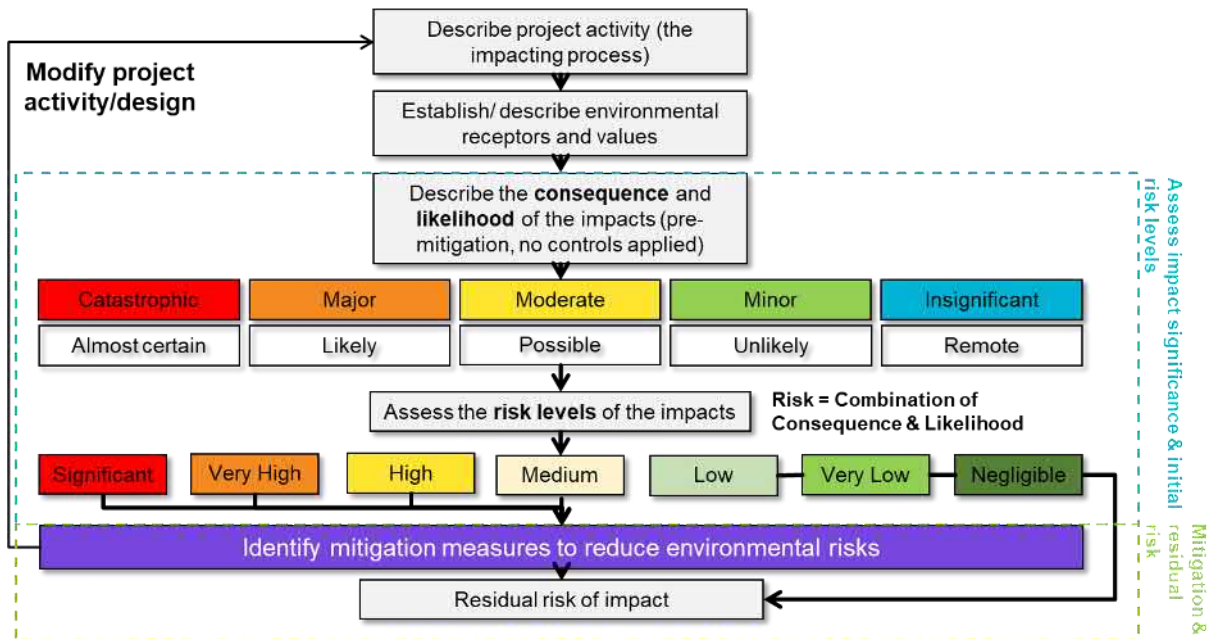 Describe project activity (the
impacting process)
Modify project
activity/design
Establish/ describe environmental
receptors and values
Describe the consequence and
likelihood of the impacts (pre-
mitigation, no controls applied)
Catastrophic
Major
Moderate
Minor
Insignificant
Almost certain
Likely
Possible
Unlikely
Remote
Assess the risk levels of the impacts
Risk = Combination of
Consequence & Likelihood
Significant
Very High
High
Medium
Low
Very Low
Negligible
Identify mitigation measures to reduce environmental risks
Residual risk of impact
Assess impact significance & initial
risk levels
Mitigation &
residual
risk